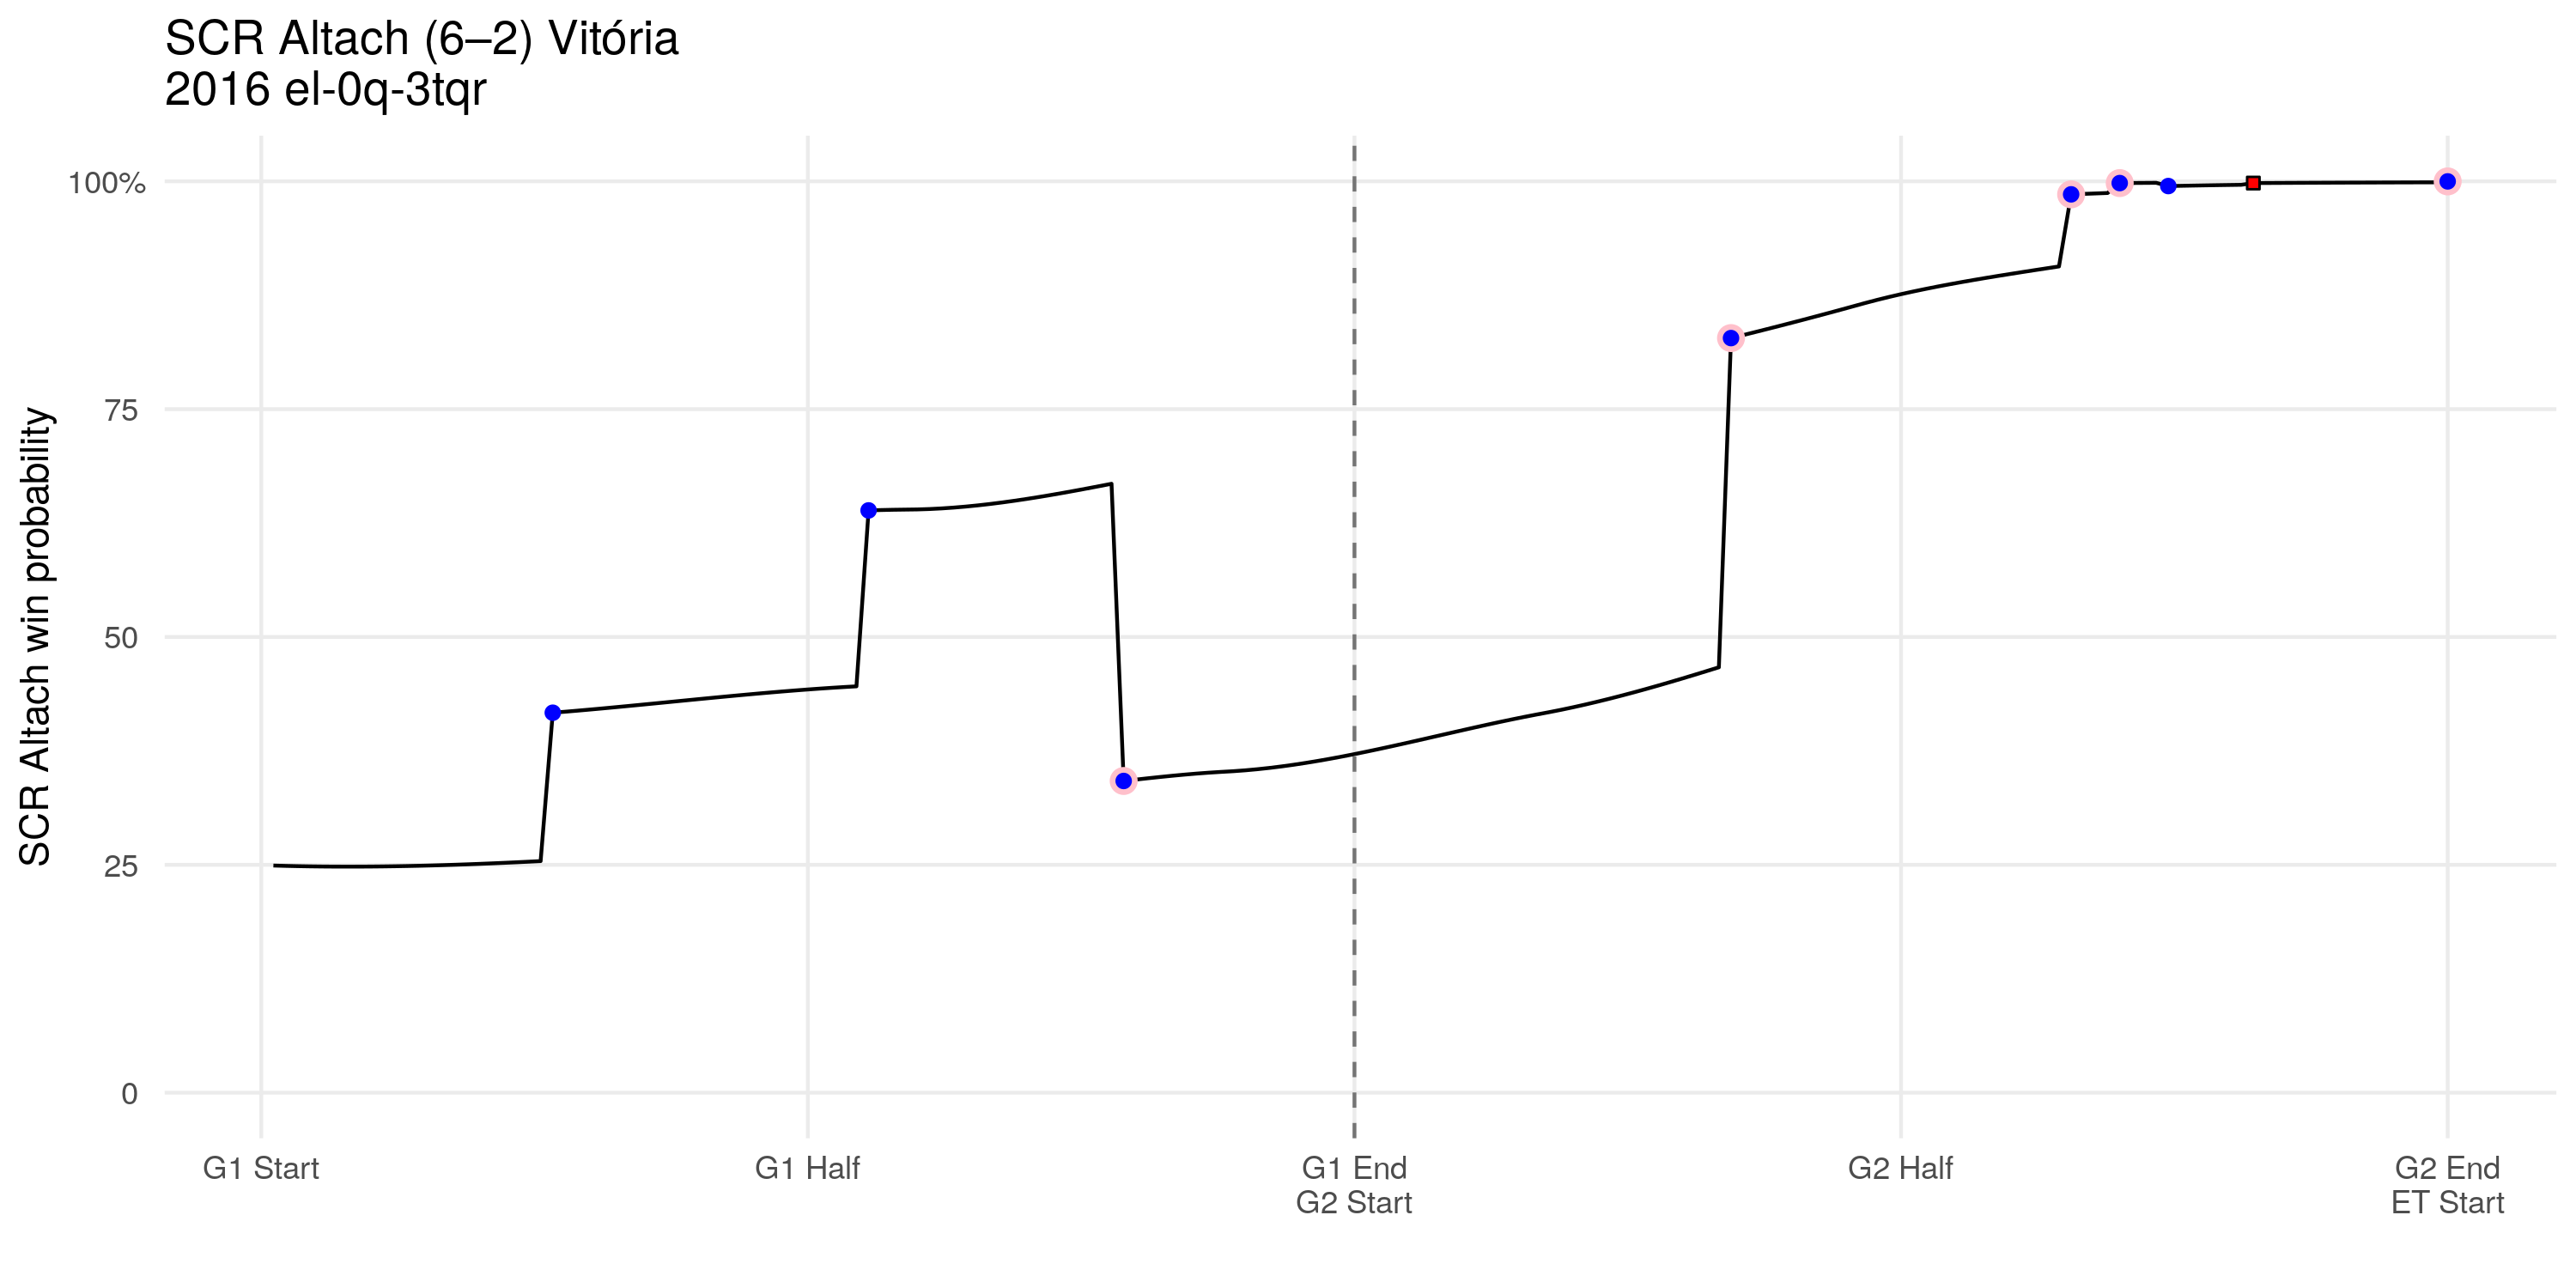 SCR Altach (6–2) Vitória
2016 el-0q-3tqr
SCR Altach win probability
100%
75
50
25
0
G1 Start
G1 Half
G1 End
G2 Start
G2 Half
G2 End
ET Start